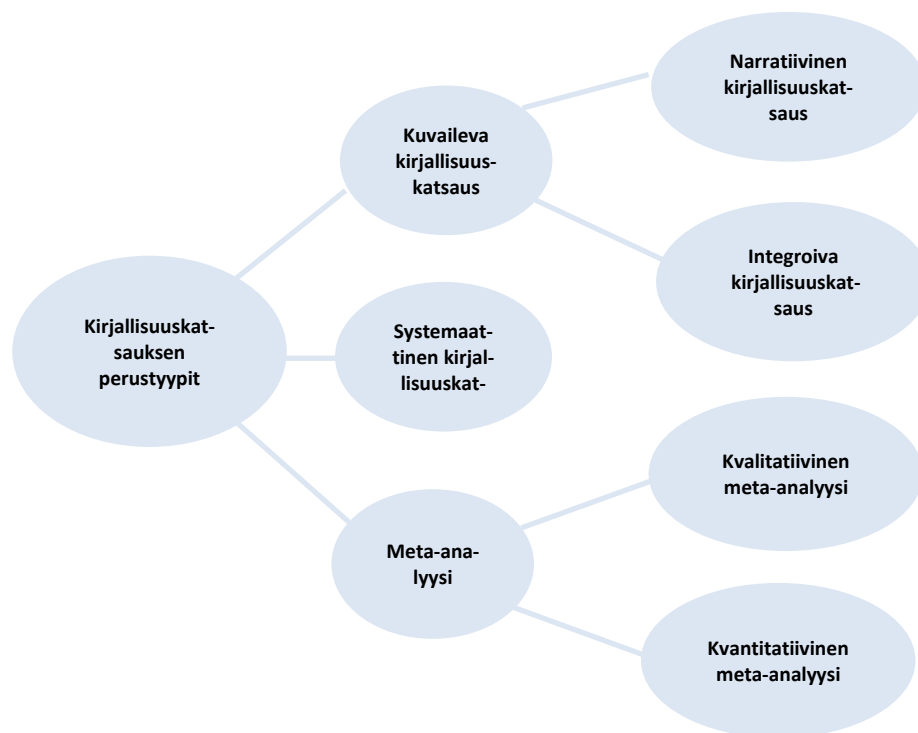 Kirjallisuuskat-
sauksen
perustyypit
Kuvaileva
kirjallisuus-
katsaus
Narratiivinen
kirjallisuuskat-
saus
Integroiva
kirjallisuuskat-
saus
Systemaat-
tinen kirjal-
lisuuskat-
Meta-ana-
lyysi
Kvalitatiivinen
meta-analyysi
Kvantitatiivinen
meta-analyysi